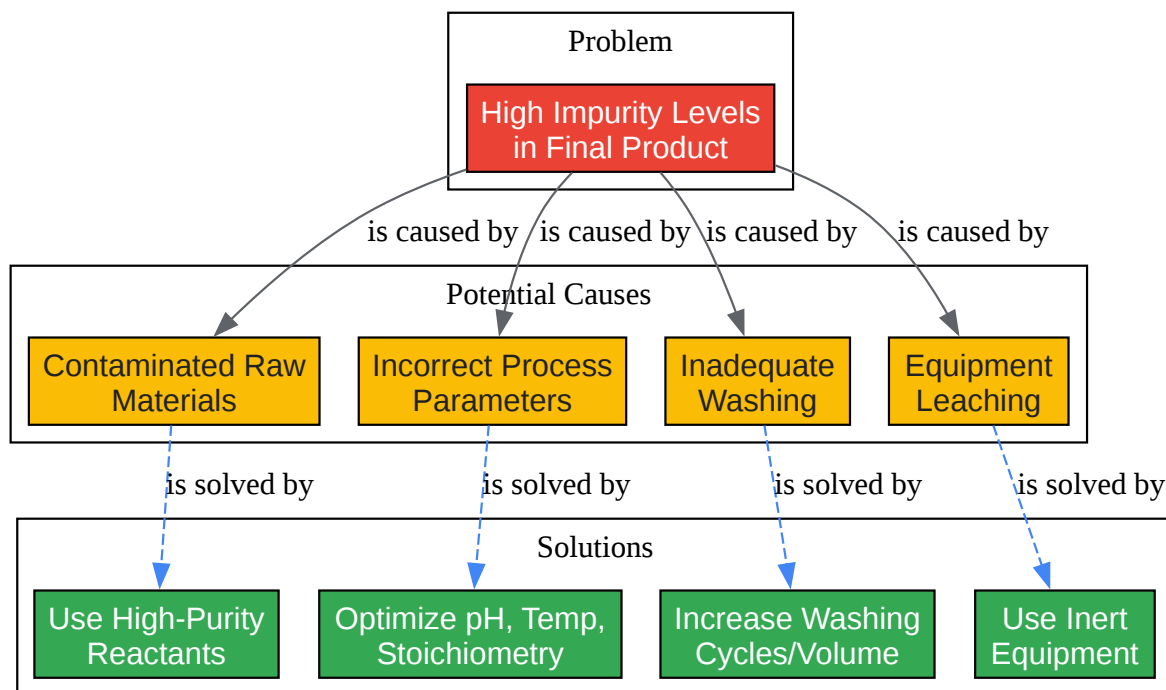 Problem
High Impurity Levels
in Final Product
is caused by
is caused by
is caused by
is caused by
Potential Causes
Contaminated Raw
Materials
Incorrect Process
Parameters
Inadequate
Washing
Equipment
Leaching
is solved by
is solved by
is solved by
is solved by
Solutions
Use High-Purity
Reactants
Optimize pH, Temp,
Stoichiometry
Increase Washing
Cycles/Volume
Use Inert
Equipment